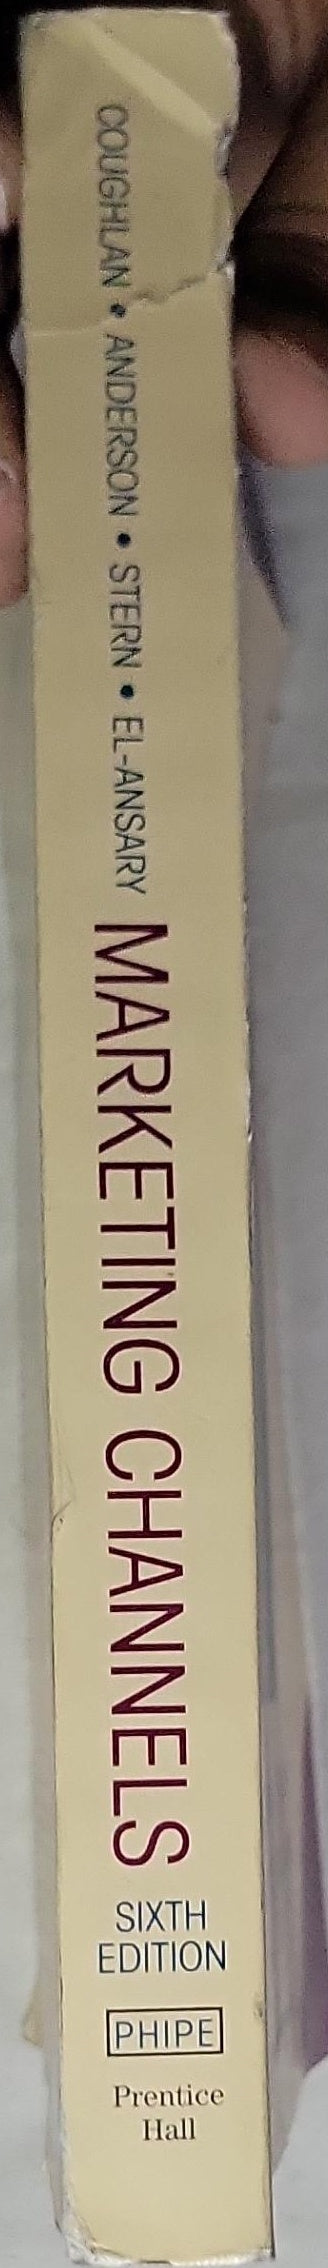 COUGHLAN • ANDERSON • STERN • EL-ANSARY MARKETING CHANNELS
SIXTH
EDITION
PHIPE
Prentice
Hall